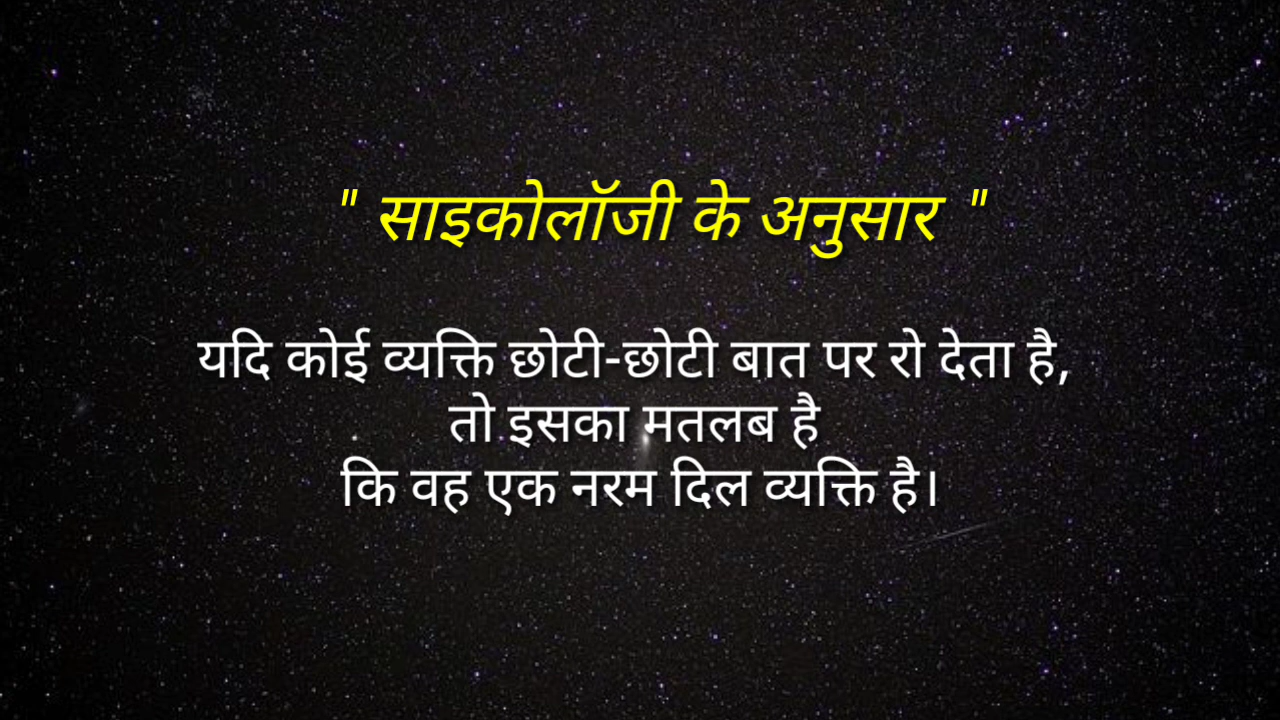 " साइकोलॉजी के अनुसार "
यदि कोई व्यक्ति छोटी-छोटी बात पर रो देता है,
तो इसका मतलब है
कि वह एक नरम दिल व्यक्ति है।